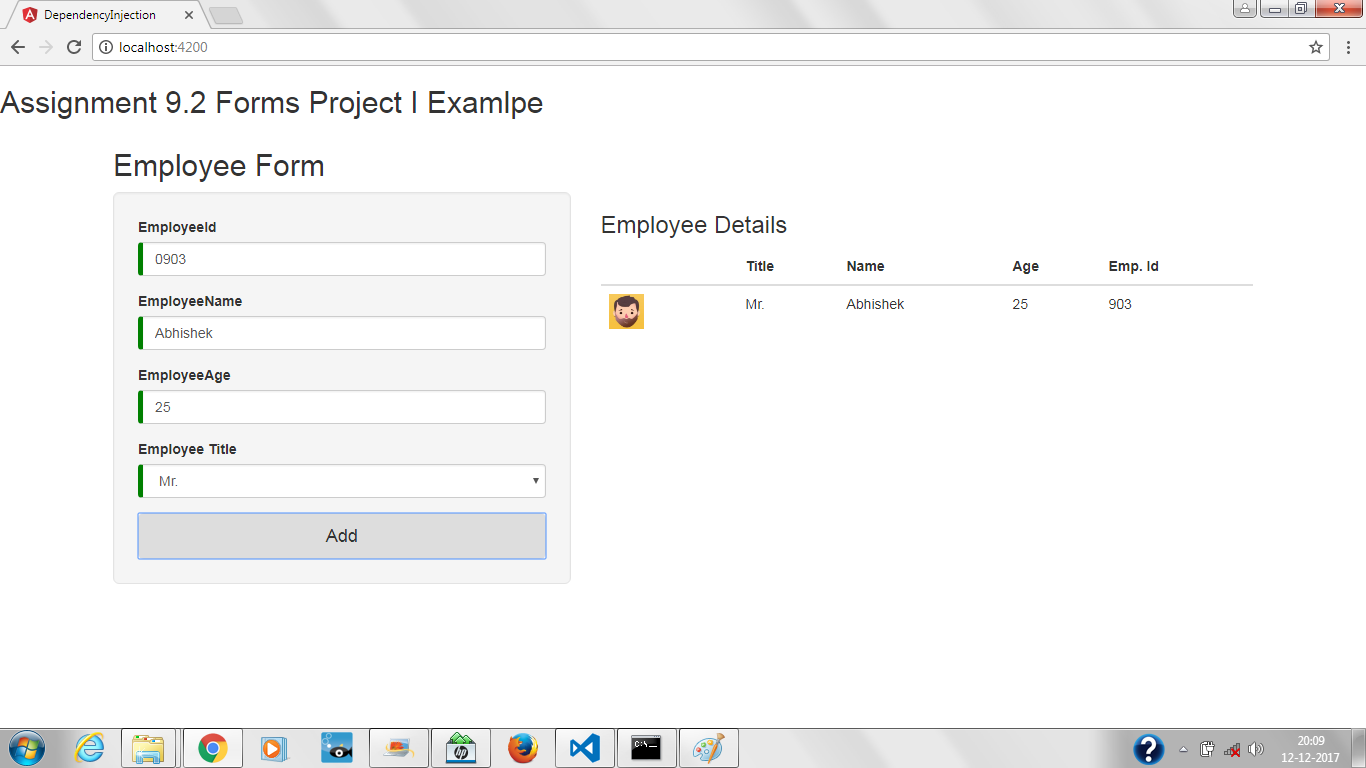 DependencyInjection
localhost:4200
Assignment 9.2 Forms Project I Examlpe
Employee Form
EmployeeId
0903
EmployeeName
Abhishek
EmployeeAge
25
Employee Title
Mr.
Add
Employee Details
Title Name Age Emp. Id
Mr. Abhishek 25 903
C:\_
hp
20:09
12-12-2017